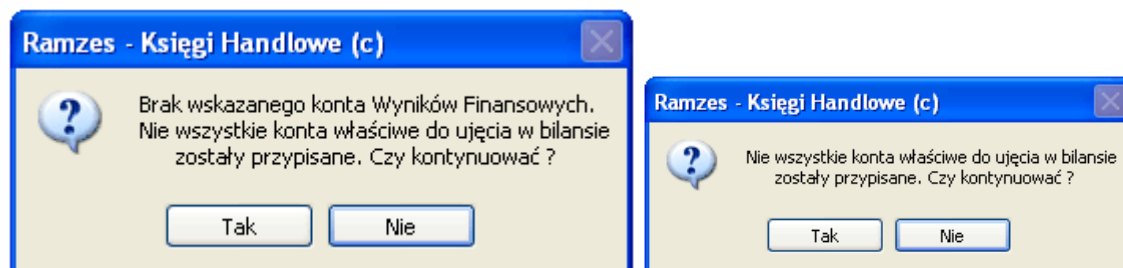 Ramzes - Księgi Handlowe (c)
Brak wskazanego konta Wyników Finansowych.
Nie wszystkie konta właściwe do ujęcia w bilansie
zostały przypisane. Czy kontynuować ?
Tak
Nie
Ramzes - Księgi Handlowe (c)
Nie wszystkie konta właściwe do ujęcia w bilansie
zostały przypisane. Czy kontynuować ?
Tak
Nie